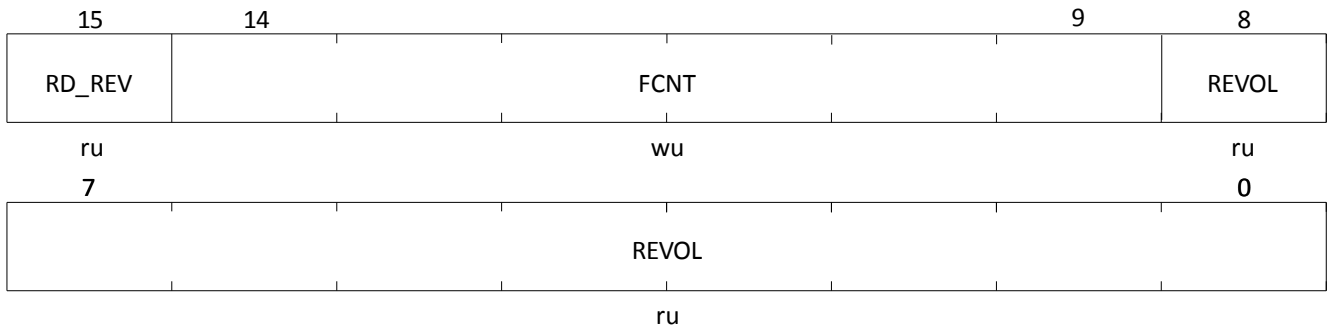 15 14 9 8
RD_REV FCNT REVOL
ru wu ru
7 0
REVOL
ru